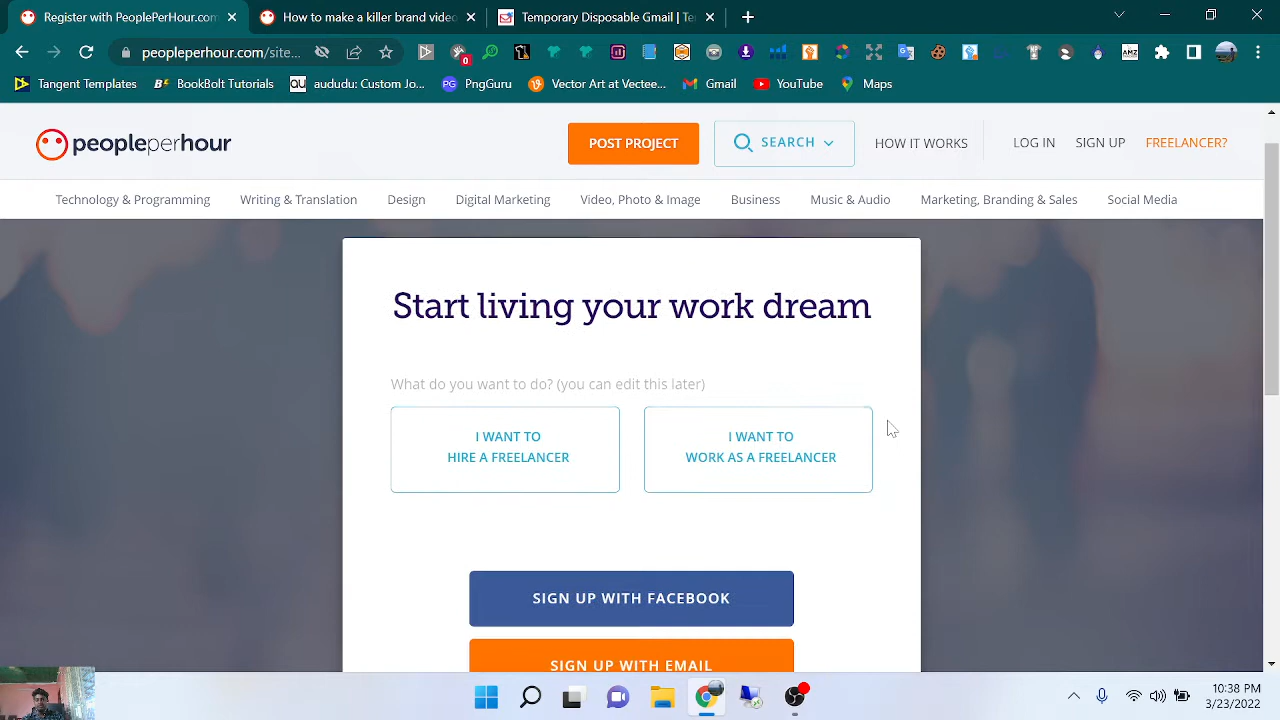 Register with PeoplePerHour.com a
How to make a killer brand video
Temporary Disposable Gmail | Te
peopleperhour.com/site...
0
Tangent Templates
BookBolt Tutorials
QU
aududu: Custom Jo...
PG
PngGuru
Vector Art at Vectee...
Gmail
YouTube
Maps
peopleperhour
POST PROJECT
SEARCH
HOW IT WORKS
LOG IN
SIGN UP
FREELANCER?
Technology & Programming
Writing & Translation
Design
Digital Marketing
Video, Photo & Image
Business
Music & Audio
Marketing, Branding & Sales
Social Media
Start living your work dream
What do you want to do? (you can edit this later)
I WANT TO
HIRE A FREELANCER
I WANT TO
WORK AS A FREELANCER
SIGN UP WITH FACEBOOK
SIGN UP WITH EMAIL
10:38 PM
3/23/2022